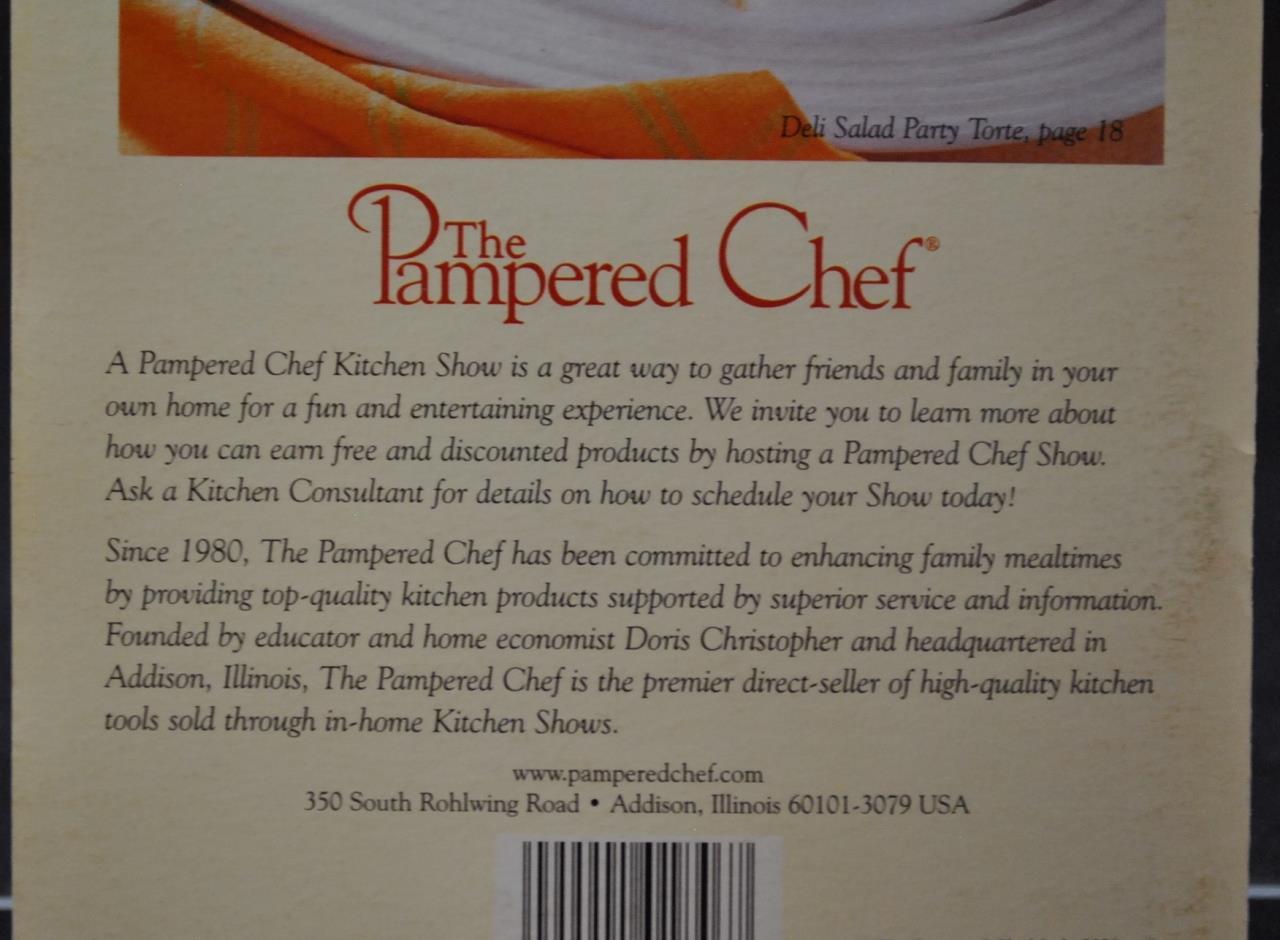 Deli Salad Party Torte, page 18
The
Pampered Chef®
A Pampered Chef Kitchen Show is a great way to gather friends and family in your
own home for a fun and entertaining experience. We invite you to learn more about
how you can earn free and discounted products by hosting a Pampered Chef Show.
Ask a Kitchen Consultant for details on how to schedule your Show today!
Since 1980, The Pampered Chef has been committed to enhancing family mealtimes
by providing top-quality kitchen products supported by superior service and information.
Founded by educator and home economist Doris Christopher and headquartered in
Addison, Illinois, The Pampered Chef is the premier direct-seller of high-quality kitchen
tools sold through in-home Kitchen Shows.
www.pamperedchef.com
350 South Rohlwing Road • Addison, Illinois 60101-3079 USA